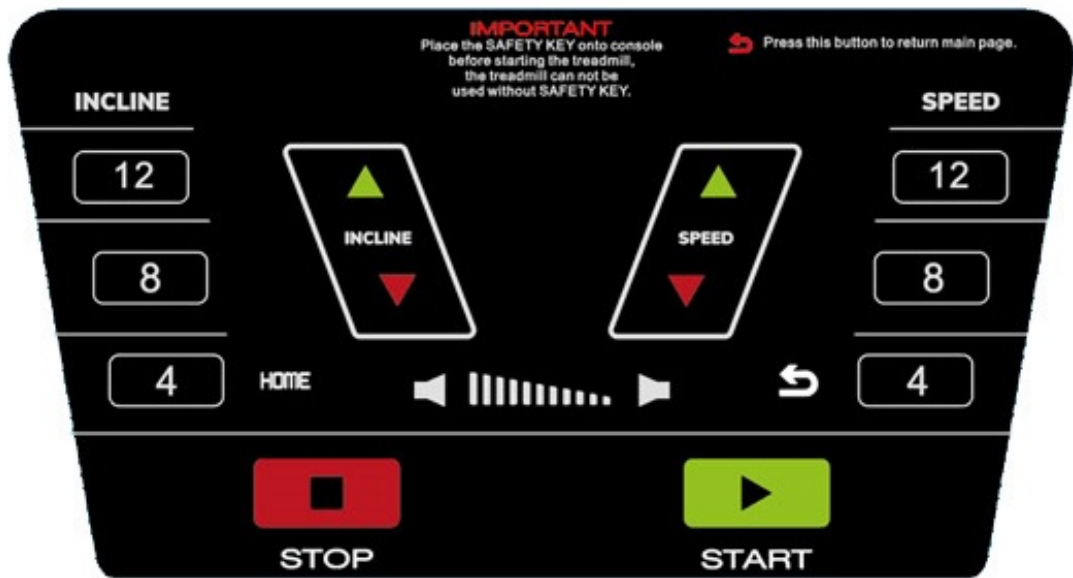 IMPORTANT
Place the SAFETY KEY onto console
before starting the treadmill,
the treadmill can not be
used without SAFETY KEY.
Press this button to return main page.
INCLINE
SPEED
12
12
INCLINE
SPEED
8
8
4
HOME
4
STOP
START